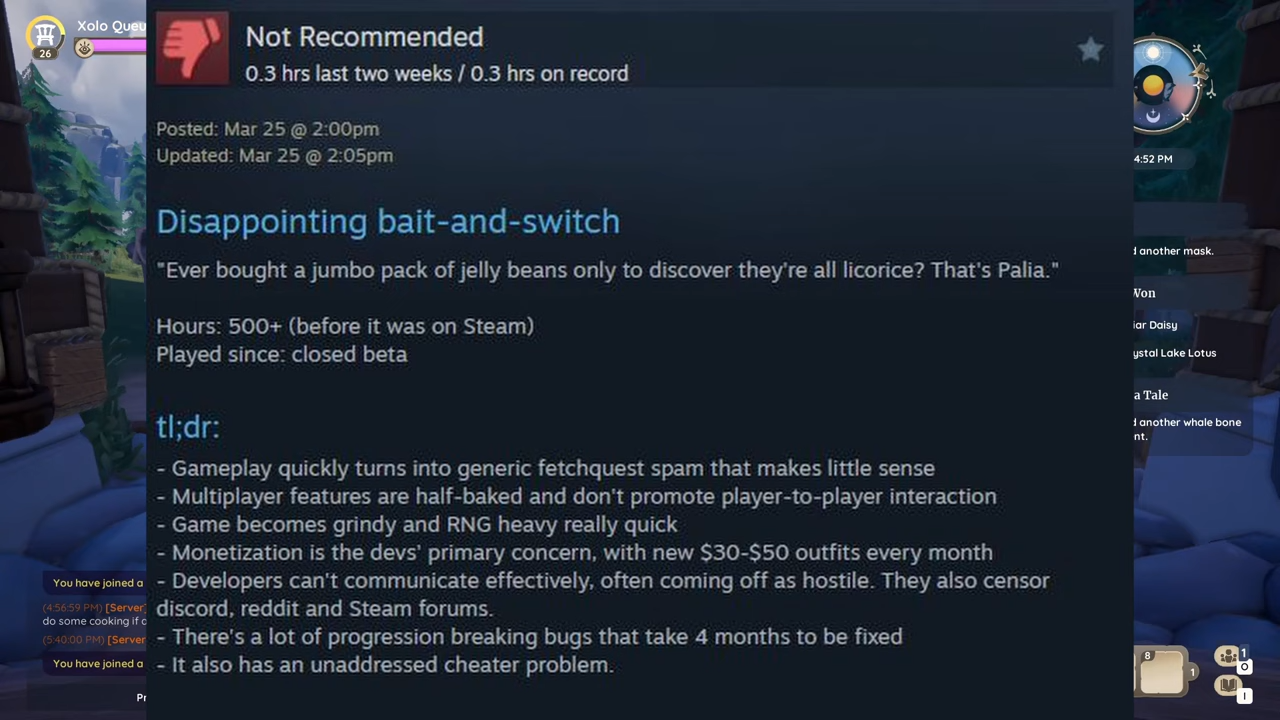 Xolo Queu
26
Not Recommended
0.3 hrs last two weeks / 0.3 hrs on record
Posted: Mar 25 @ 2:00pm
Updated: Mar 25 @ 2:05pm
4:52 PM
Disappointing bait-and-switch
another mask.
"Ever bought a jumbo pack of jelly beans only to discover they're all licorice? That's Palia."
Won
Hours: 500+ (before it was on Steam)
Daisy
Played since: closed beta
Lake Lotus
a Tale
tl;dr:
another whale bone
- Gameplay quickly turns into generic fetchquest spam that makes little sense
- Multiplayer features are half-baked and don't promote player-to-player interaction
- Game becomes grindy and RNG heavy really quick
- Monetization is the devs' primary concern, with new $30-$50 outfits every month
- Developers can't communicate effectively, often coming off as hostile. They also censor
discord, reddit and Steam forums.
- There's a lot of progression breaking bugs that take 4 months to be fixed
- It also has an unaddressed cheater problem.
You have joined a
(4:56:59 PM) [Server]
do some cooking if
(5:40:00 PM) [Server
You have joined a
8
1
1
O
I